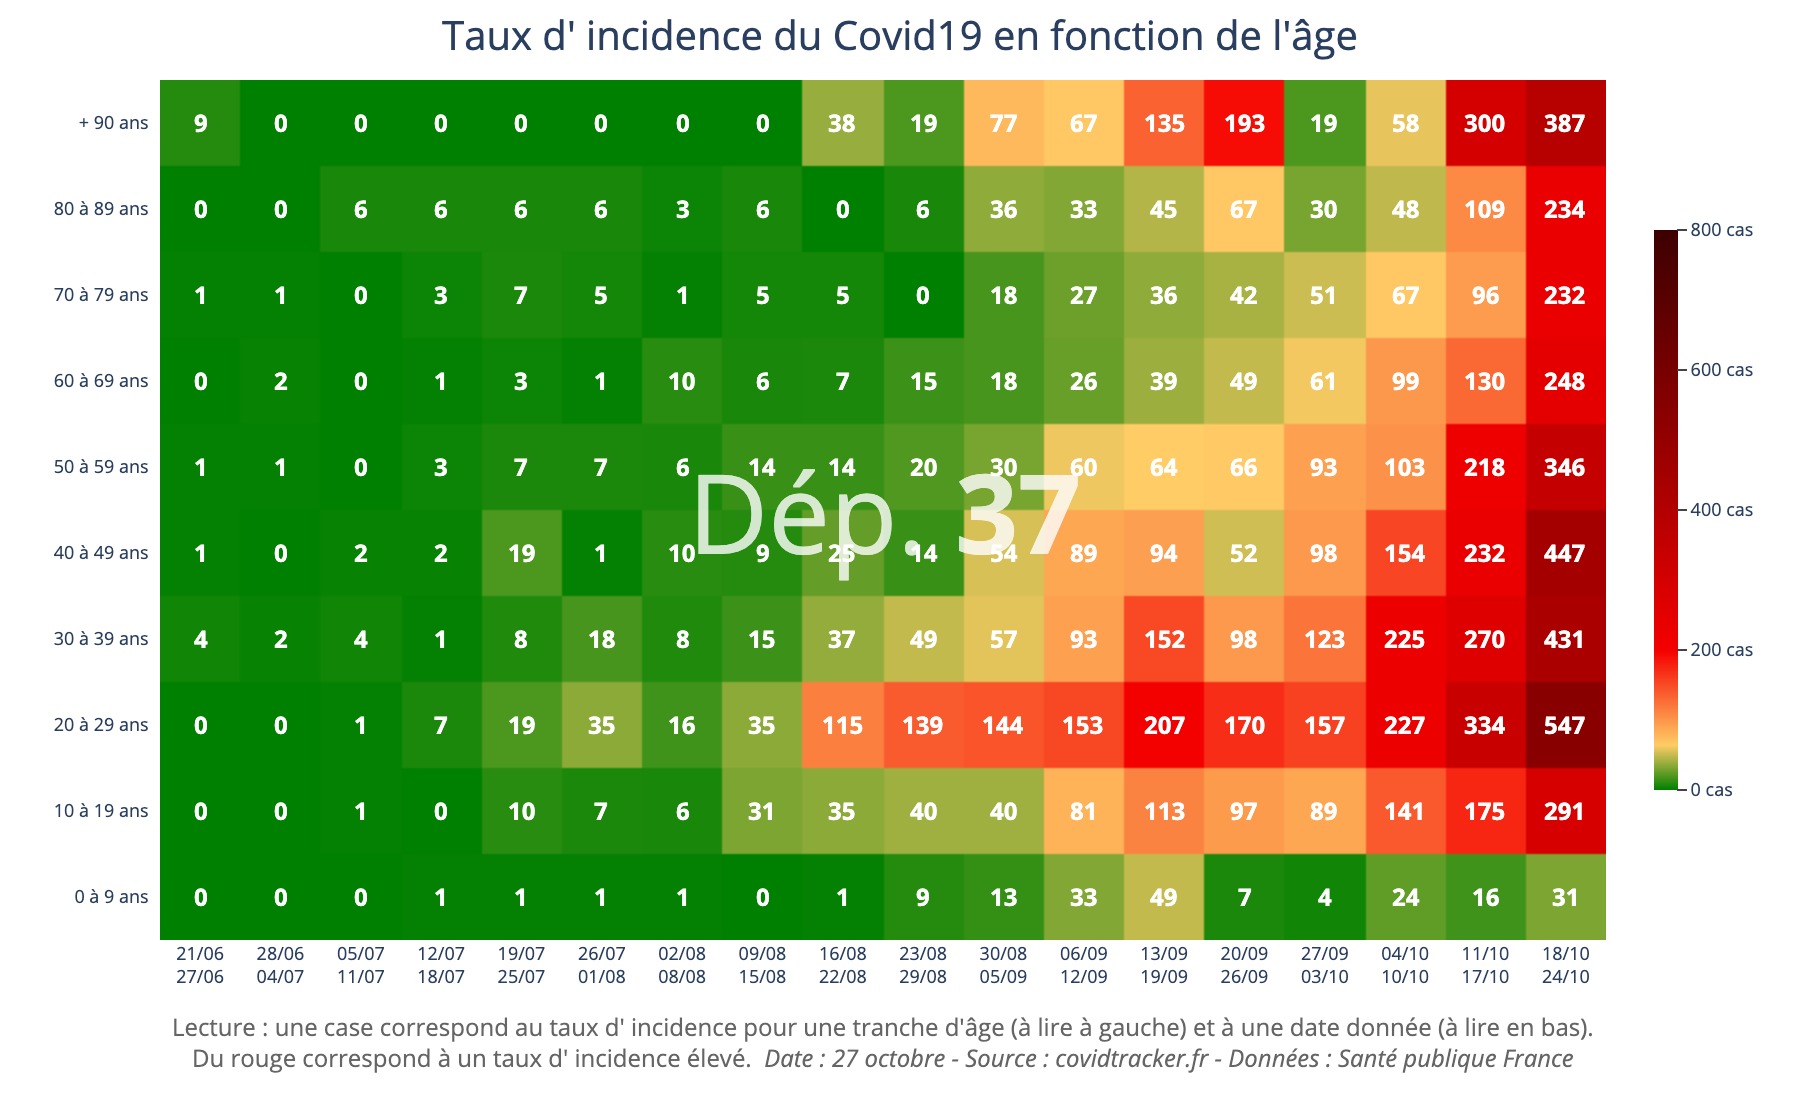 Taux d' incidence du Covid19 en fonction de l'âge
+ 90 ans 9 0 0 0 0 0 0 0 38 19 77 67 135 193 19 58 300 387
80 à 89 ans 0 0 6 6 6 6 3 6 0 6 36 33 45 67 30 48 109 234
70 à 79 ans 1 1 0 3 7 5 1 5 5 0 18 27 36 42 51 67 96 232
60 à 69 ans 0 2 0 1 3 1 10 6 7 15 18 26 39 49 61 99 130 248
50 à 59 ans 1 1 0 3 7 7 6 14 14 20 30 60 64 66 93 103 218 346
Dép. 37
40 à 49 ans 1 0 2 2 19 1 10 9 25 14 54 89 94 52 98 154 232 447
30 à 39 ans 4 2 4 1 8 18 8 15 37 49 57 93 152 98 123 225 270 431
20 à 29 ans 0 0 1 7 19 35 16 35 115 139 144 153 207 170 157 227 334 547
10 à 19 ans 0 0 1 0 10 7 6 31 35 40 40 81 113 97 89 141 175 291
0 à 9 ans 0 0 0 1 1 1 1 0 1 9 13 33 49 7 4 24 16 31
21/06 28/06 05/07 12/07 19/07 26/07 02/08 09/08 16/08 23/08 30/08 06/09 13/09 20/09 27/09 04/10 11/10 18/10
27/06 04/07 11/07 18/07 25/07 01/08 08/08 15/08 22/08 29/08 05/09 12/09 19/09 26/09 03/10 10/10 17/10 24/10
800 cas
600 cas
400 cas
200 cas
0 cas
Lecture : une case correspond au taux d' incidence pour une tranche d'âge (à lire à gauche) et à une date donnée (à lire en bas).
Du rouge correspond à un taux d' incidence élevé. Date : 27 octobre - Source : covidtracker.fr - Données : Santé publique France